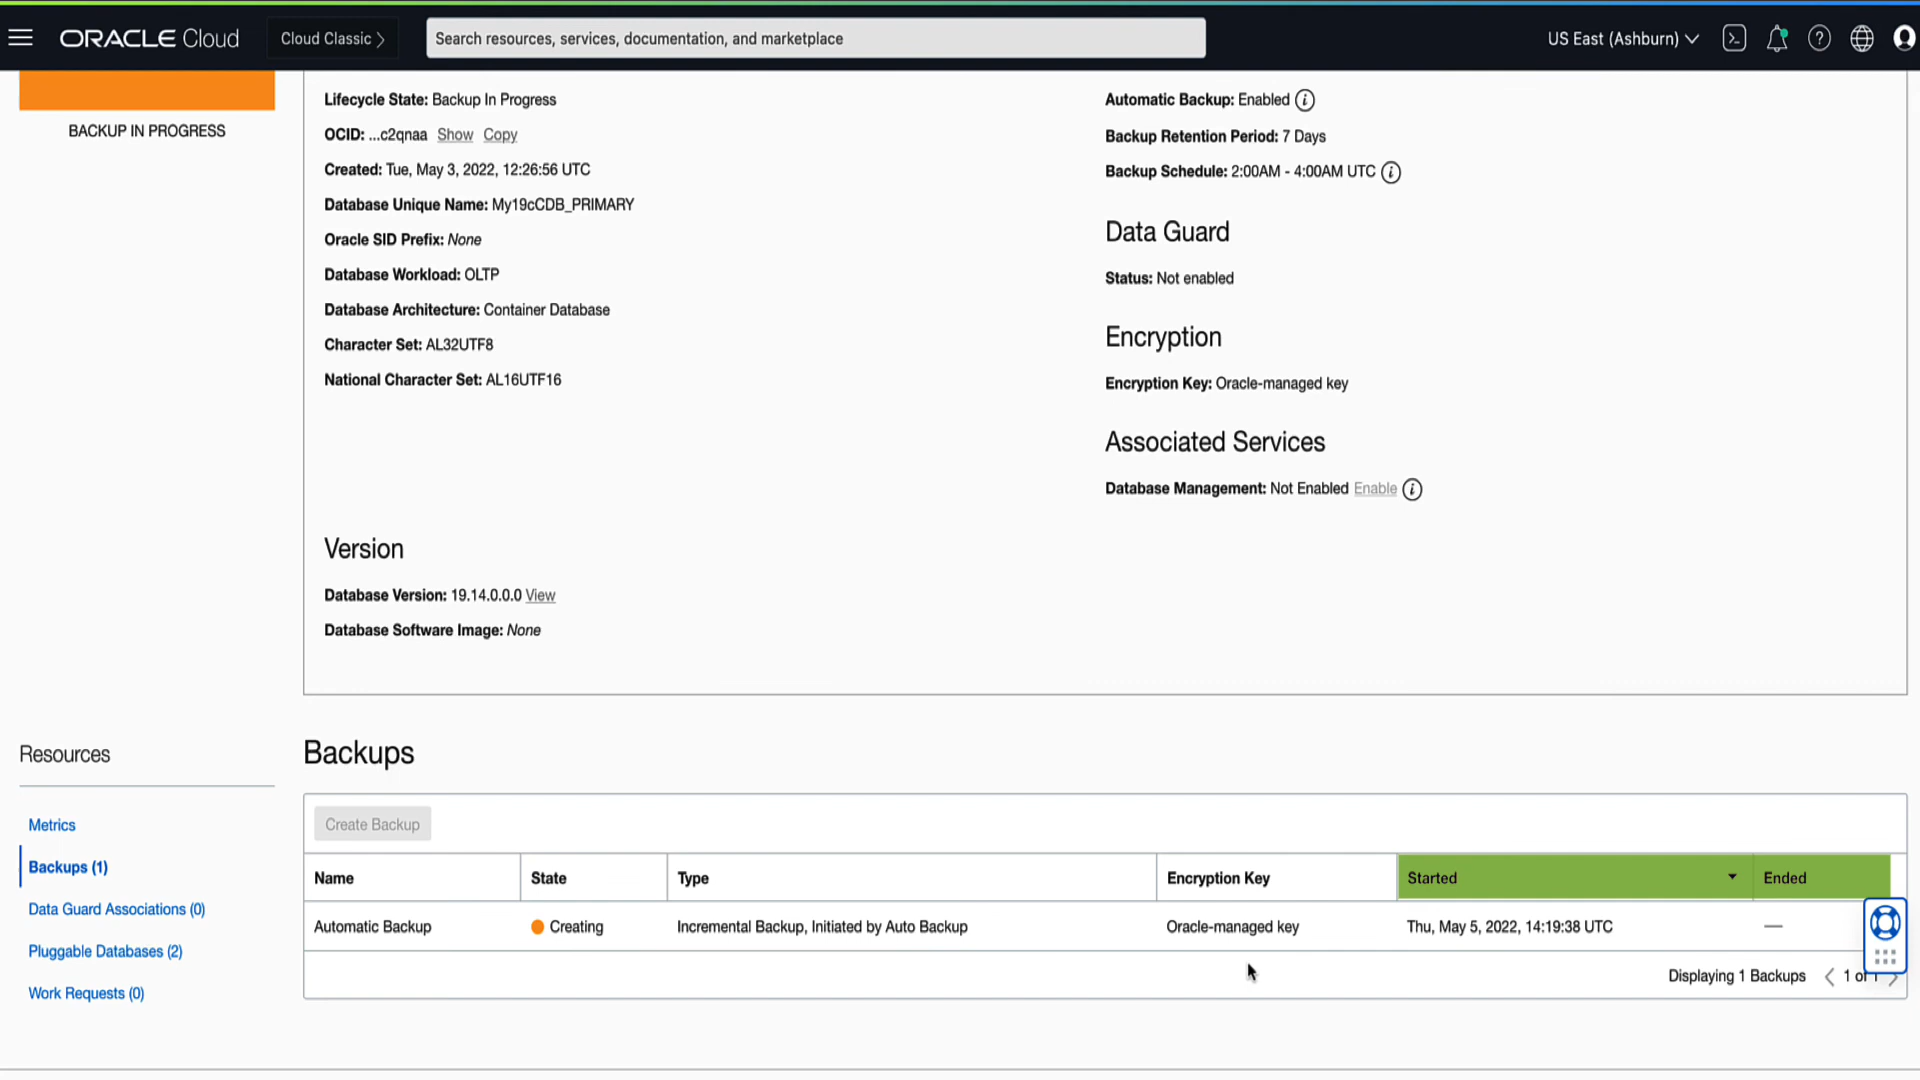 ORACLE Cloud
Cloud Classic
Search resources, services, documentation, and marketplace
US East (Ashburn)
BACKUP IN PROGRESS
Lifecycle State: Backup In Progress
OCID: ...c2qnaa Show Copy
Created: Tue, May 3, 2022, 12:26:56 UTC
Database Unique Name: My19cCDB_PRIMARY
Oracle SID Prefix: None
Database Workload: OLTP
Database Architecture: Container Database
Character Set: AL32UTF8
National Character Set: AL16UTF16
Version
Database Version: 19.14.0.0.0 View
Database Software Image: None
Automatic Backup: Enabled
Backup Retention Period: 7 Days
Backup Schedule: 2:00AM - 4:00AM UTC
Data Guard
Status: Not enabled
Encryption
Encryption Key: Oracle-managed key
Associated Services
Database Management: Not Enabled Enable
Resources
Metrics
Backups (1)
Data Guard Associations (0)
Pluggable Databases (2)
Work Requests (0)
Backups
Create Backup
Name State Type Encryption Key Started Ended
Automatic Backup Creating Incremental Backup, Initiated by Auto Backup Oracle-managed key Thu, May 5, 2022, 14:19:38 UTC —
Displaying 1 Backups 1 of 1